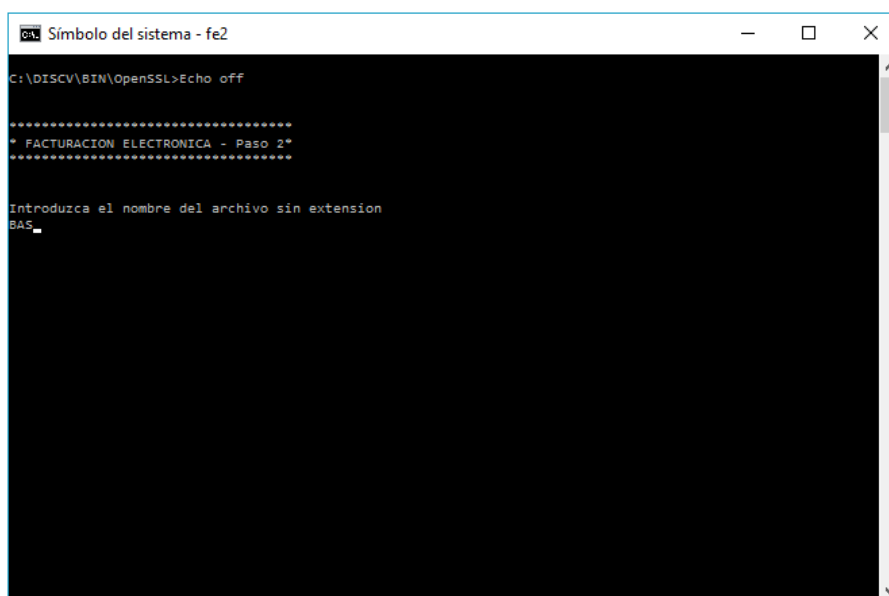 Símbolo del sistema - fe2
C:\DISCV\BIN\OpenSSL>Echo off
***********************************
* FACTURACION ELECTRONICA - Paso 2*
***********************************
Introduzca el nombre del archivo sin extension
BAS